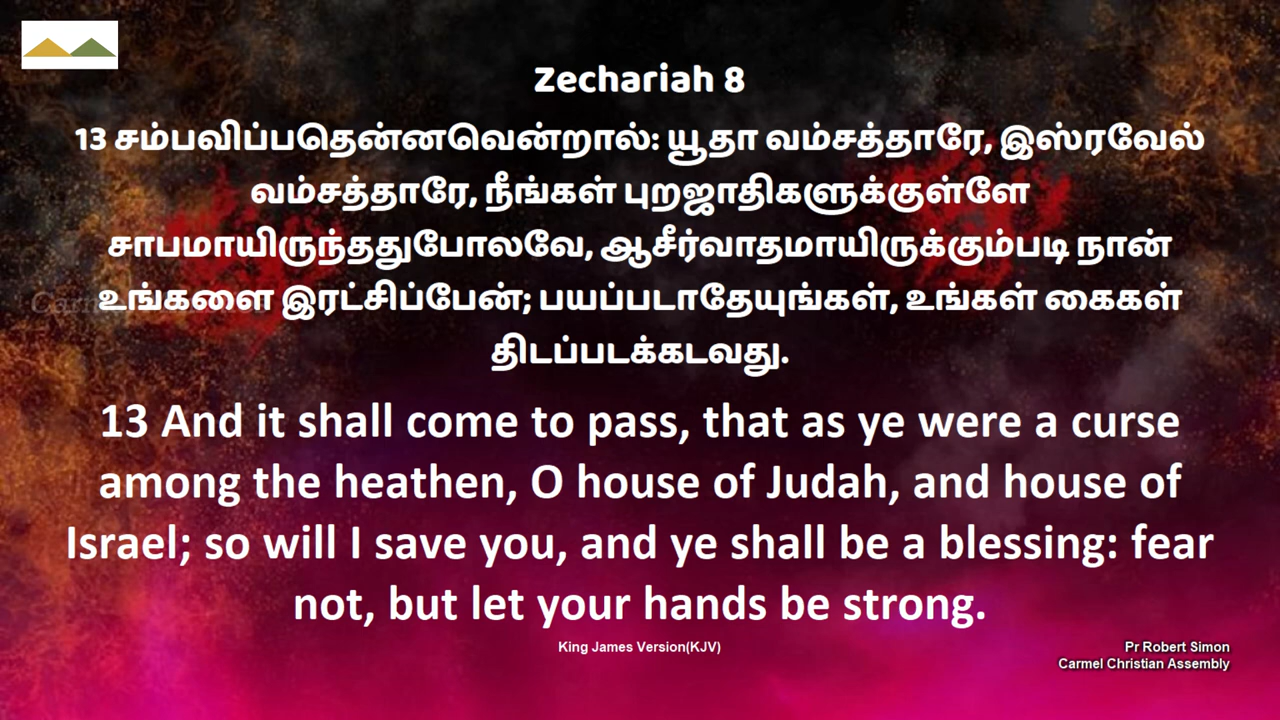 Zechariah 8
13 சம்பவிப்பதென்னவென்றால்: யூதா வம்சத்தாரே, இஸ்ரவேல்
வம்சத்தாரே, நீங்கள் புறஜாதிகளுக்குள்ளே
சாபமாயிருந்ததுபோலவே, ஆசீர்வாதமாயிருக்கும்படி நான்
உங்களை இரட்சிப்பேன்; பயப்படாதேயுங்கள், உங்கள் கைகள்
திடப்படக்கடவது.
13 And it shall come to pass, that as ye were a curse
among the heathen, O house of Judah, and house of
Israel; so will I save you, and ye shall be a blessing: fear
not, but let your hands be strong.
King James Version(KJV)
Pr Robert Simon
Carmel Christian Assembly